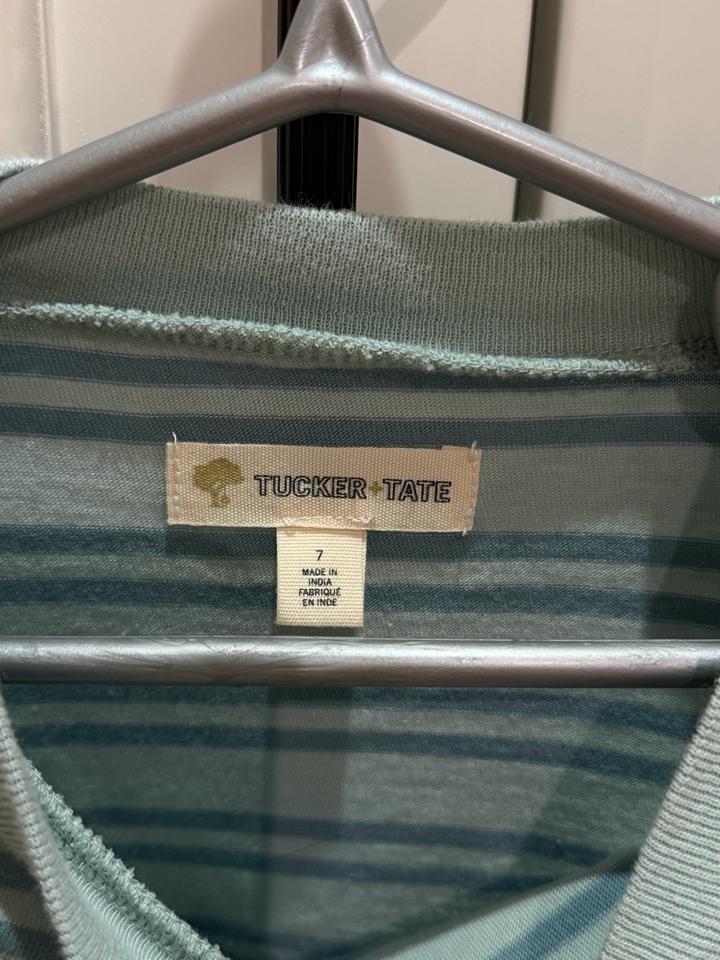 TUCKER+TATE
7
MADE IN
INDIA
FABRIQUÉ
EN INDE